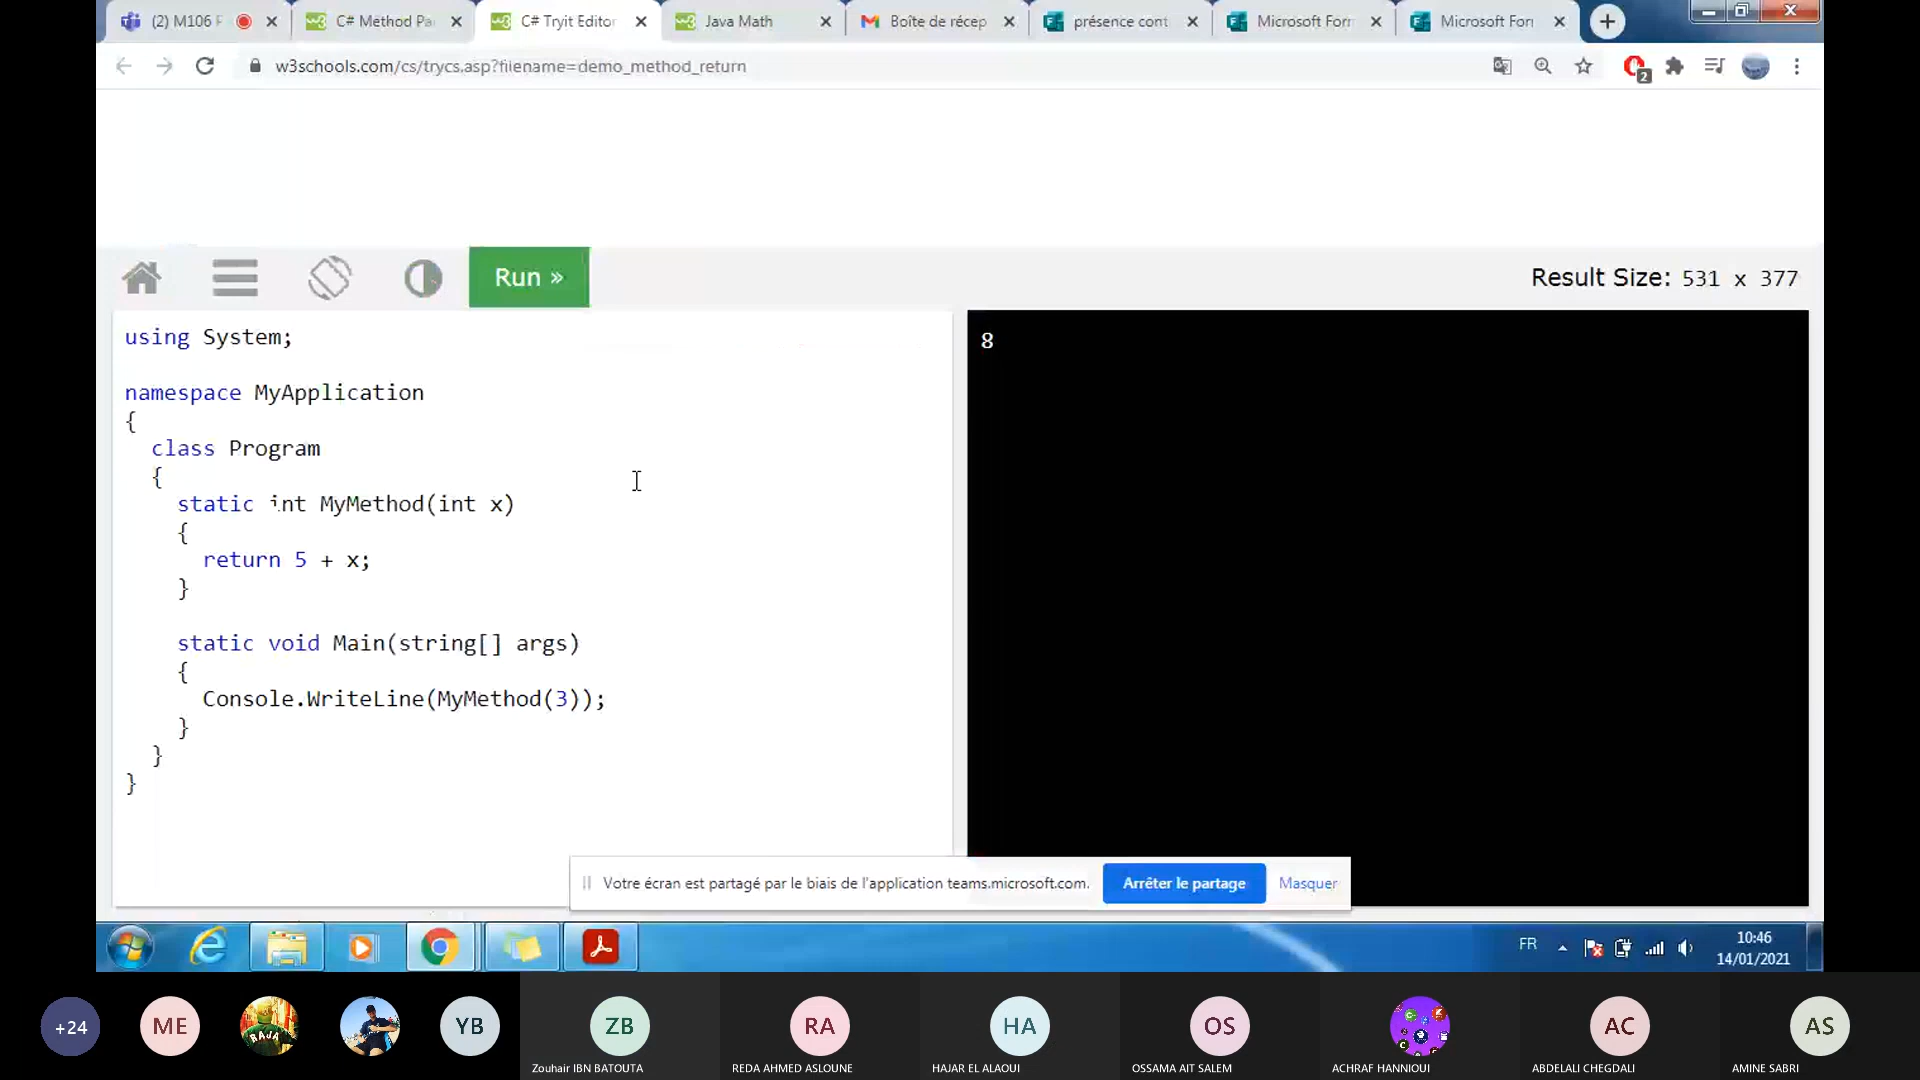 (2) M106 F
C# Method Pa
C# Tryit Editor
Java Math
Boîte de récep
présence cont
Microsoft Form
Microsoft Forr
w3schools.com/cs/trycs.asp?filename=demo_method_return
2
Run »
Result Size: 531 x 377
using System;
namespace MyApplication
{
class Program
{
static int MyMethod(int x)
{
return 5 + x;
}
static void Main(string[] args)
{
Console.WriteLine(MyMethod(3));
}
}
}
8
Votre écran est partagé par le biais de l'application teams.microsoft.com.
Arrêter le partage
Masquer
FR
10:46
14/01/2021
+24
ME
RAJA
YB
ZB
Zouhair IBN BATOUTA
RA
REDA AHMED ASLOUNE
HA
HAJAR EL ALAOUI
OS
OSSAMA AIT SALEM
ACHRAF HANNIOUI
AC
ABDELALI CHEGDALI
AS
AMINE SABRI